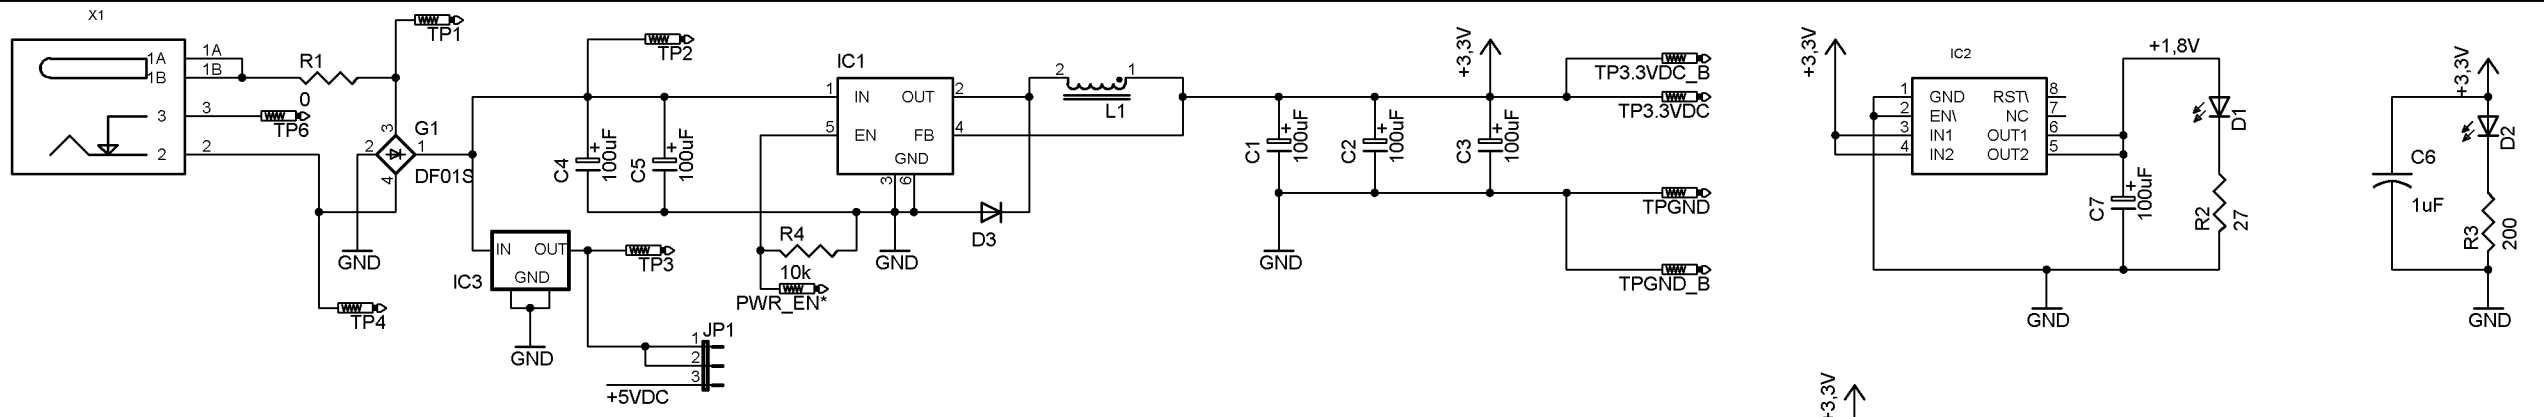 X1
1A
1B
3
2
1A
1B
3
2
R1
0
TP1
TP6
G1
3
2
1
4
DF01S
GND
TP4
TP2
C4
100uF
C5
100uF
IC3
IN
OUT
GND
GND
TP3
JP1
1
2
3
+5VDC
IC1
1
IN
OUT
2
5
EN
FB
4
GND
3
6
R4
10k
PWR_EN*
GND
D3
2
1
L1
C1
100uF
C2
100uF
C3
100uF
+3,3V
TP3.3VDC_B
TP3.3VDC
TPGND
TPGND_B
GND
+3,3V
IC2
1
GND
RST\
8
2
EN\
NC
7
3
IN1
OUT1
6
4
IN2
OUT2
5
+1,8V
D1
C7
100uF
R2
27
GND
+3,3V
D2
C6
1uF
R3
200
GND
+3,3V